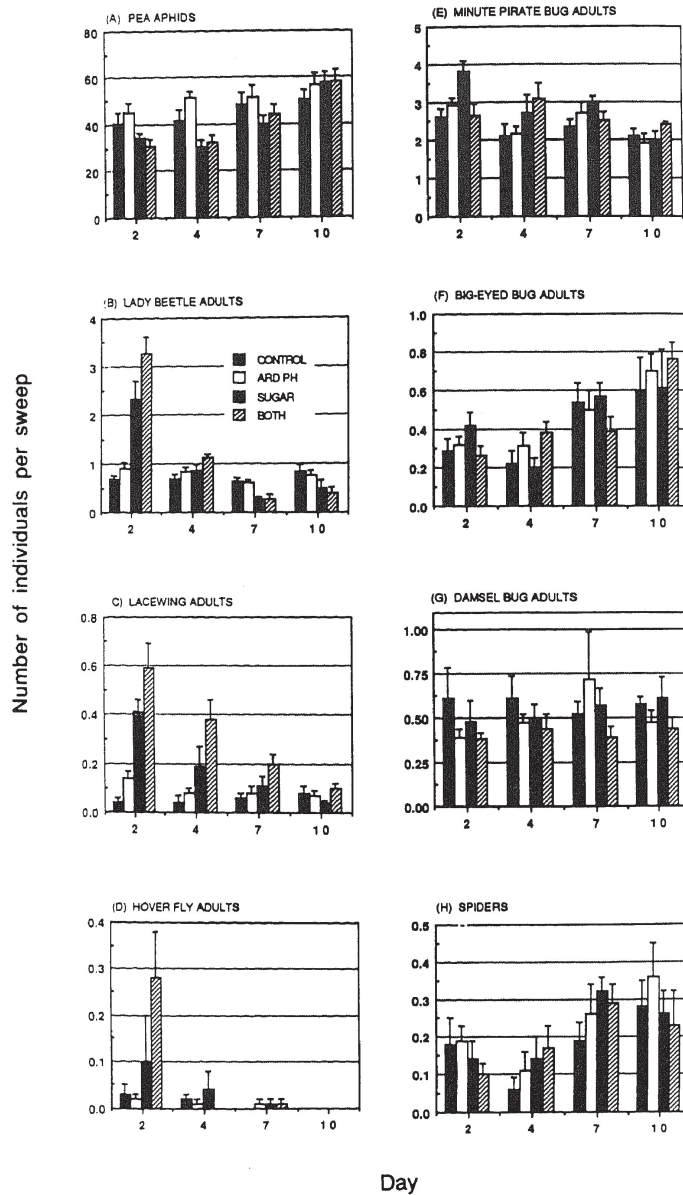 (A) PEA APHIDS
80
60
40
20
0
2 4 7 10
(B) LADY BEETLE ADULTS
4
3
2
1
0
CONTROL
ARD PH
SUGAR
BOTH
2 4 7 10
C) LACEWING ADULTS
0.8
0.6
0.4
0.2
0.0
2 4 7 10
(D) HOVER FLY ADULTS
0.4
0.3
0.2
0.1
0.0
2 4 7 10
(E) MINUTE PIRATE BUG ADULTS
5
4
3
2
1
0
2 4 7 10
(F) BIG-EYED BUG ADULTS
1.0
0.8
0.6
0.4
0.2
0.0
2 4 7 10
(G) DAMSEL BUG ADULTS
1.00
0.75
0.50
0.25
0.00
2 4 7 10
(H) SPIDERS
0.5
0.4
0.3
0.2
0.1
0.0
2 4 7 10
Number of individuals per sweep
Day